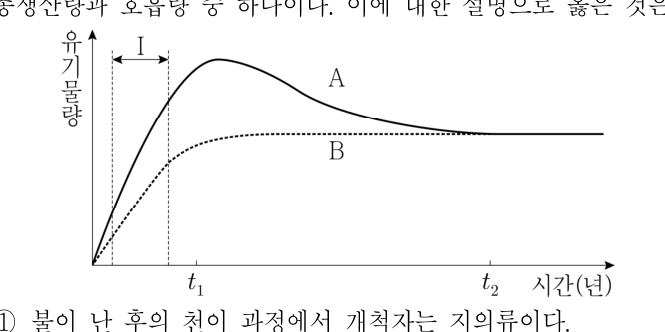 총생산량과 호흡량 중 하나이다. 이에 대한 설명으로 옳은 것은
유기물량
I
A
B
t₁
t₂ 시간(년)
① 불이 난 후의 천이 과정에서 개척자는 지의류이다.